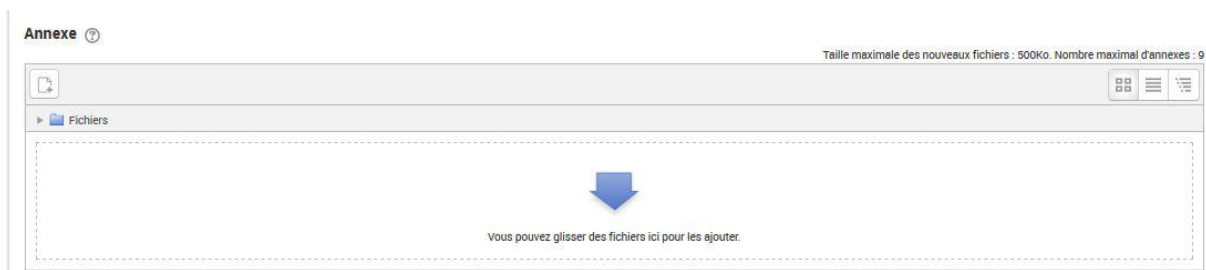 Annexe
Taille maximale des nouveaux fichiers : 500Ko. Nombre maximal d'annexes : 9
Fichiers
Vous pouvez glisser des fichiers ici pour les ajouter.